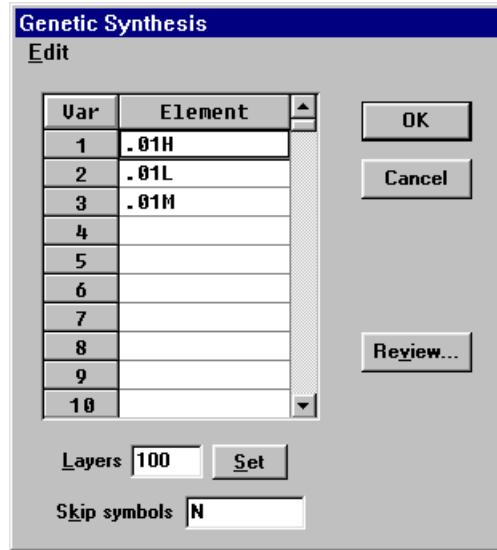 Genetic Synthesis
Edit
Var Element
1 .01H
2 .01L
3 .01M
4
5
6
7
8
9
10
OK
Cancel
Review...
Layers 100 Set
Skip symbols N